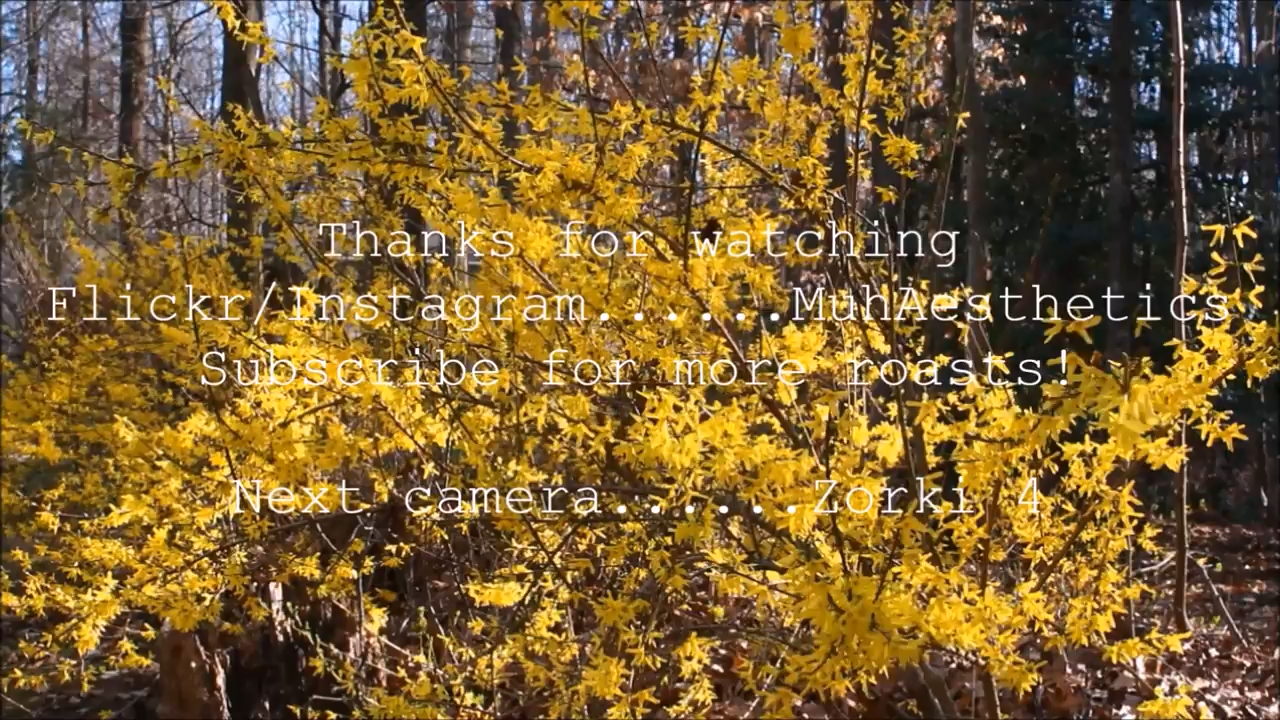 Thanks for watching
Flickr/Instagram......MuhAesthetics
Subscribe for more roasts!
Next camera......Zorki 4